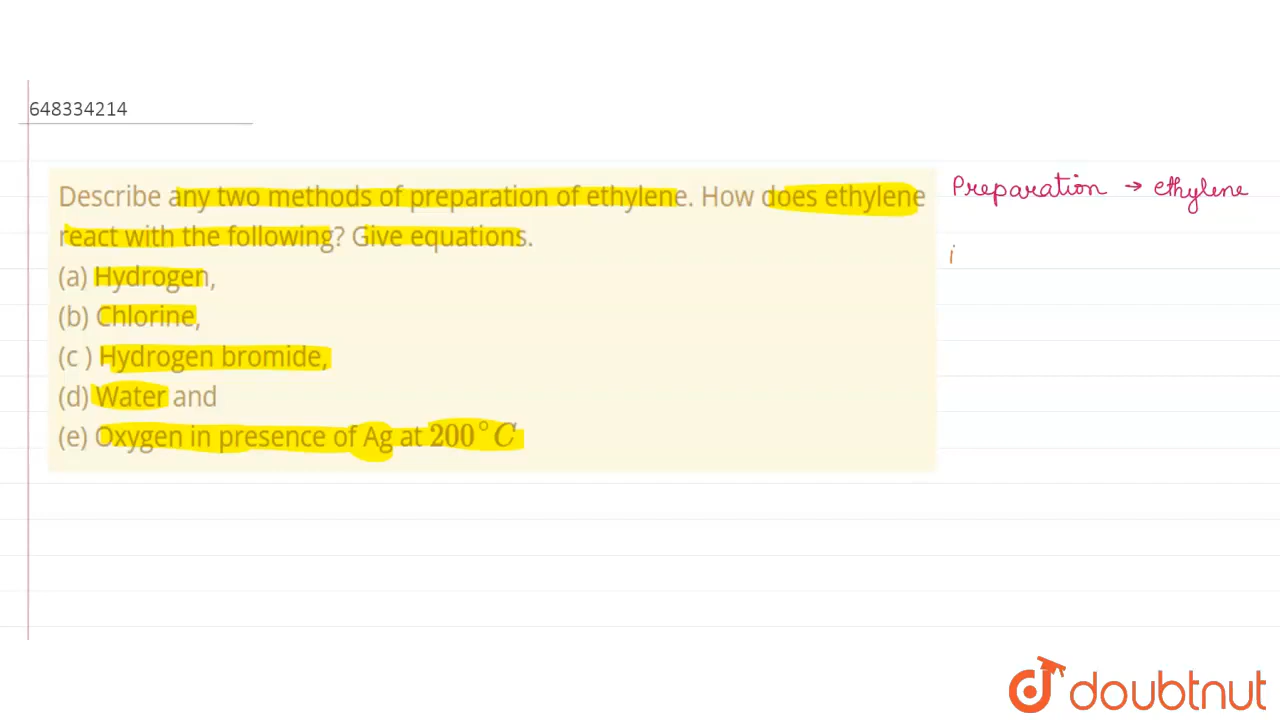 648334214
Describe any two methods of preparation of ethylene. How does ethylene
react with the following? Give equations.
(a) Hydrogen,
(b) Chlorine,
(c ) Hydrogen bromide,
(d) Water and
(e) Oxygen in presence of Ag at 200°C
Preparation → ethylene
i
doubtnut